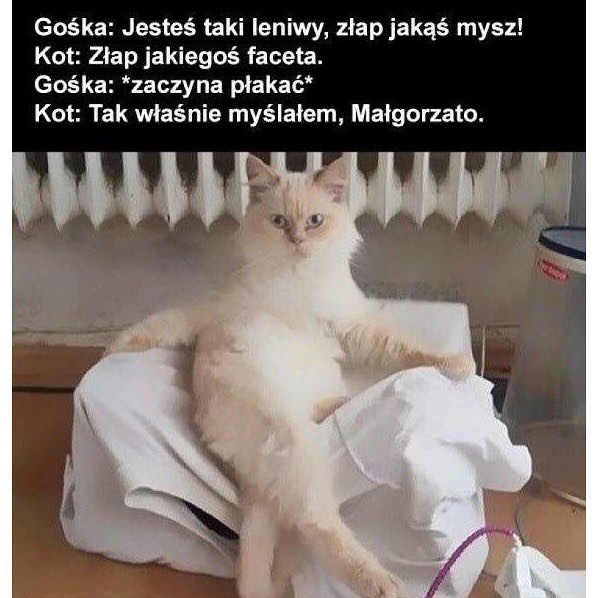 Gośka: Jesteś taki leniwy, złap jakąś mysz!
Kot: Złap jakiegoś faceta.
Gośka: *zaczyna płakać*
Kot: Tak właśnie myślałem, Małgorzato.